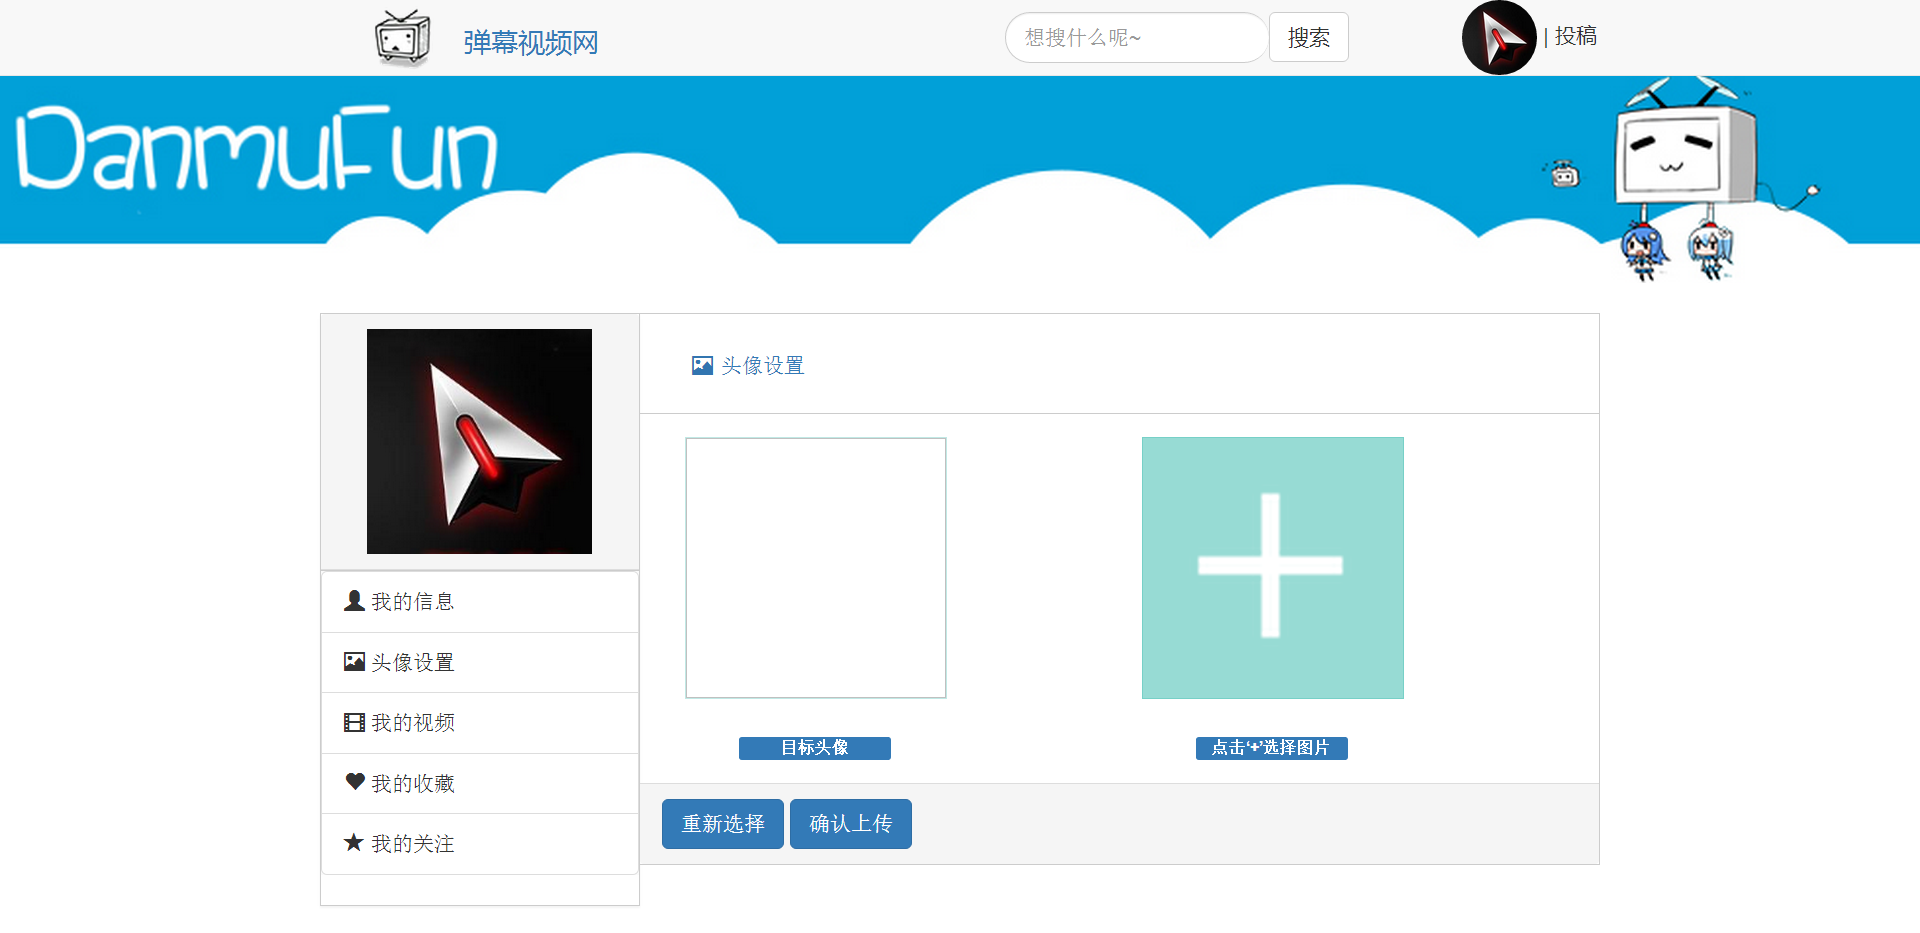 弹幕视频网
想搜什么呢~
搜索
| 投稿
DanmuFun
头像设置
我的信息
头像设置
我的视频
我的收藏
我的关注
目标头像
点击‘+’选择图片
重新选择
确认上传